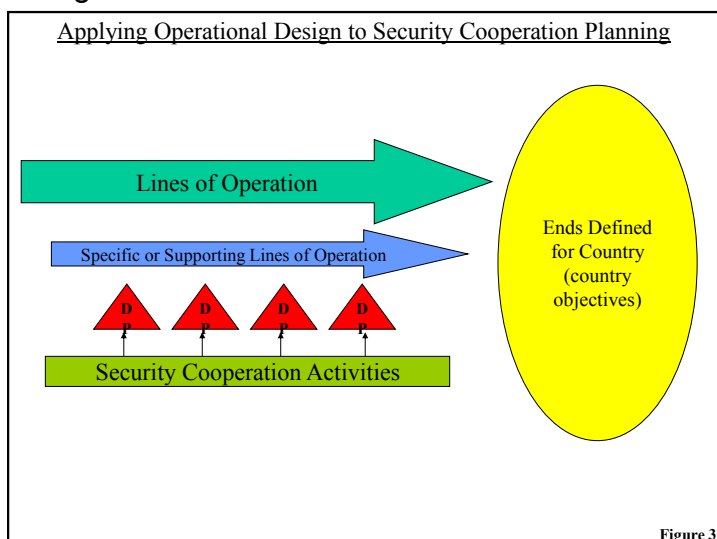 Applying Operational Design to Security Cooperation Planning
Lines of Operation
Specific or Supporting Lines of Operation
Ends Defined
for Country
(country
objectives)
D
P
D
P
D
P
D
P
Security Cooperation Activities
Figure 3